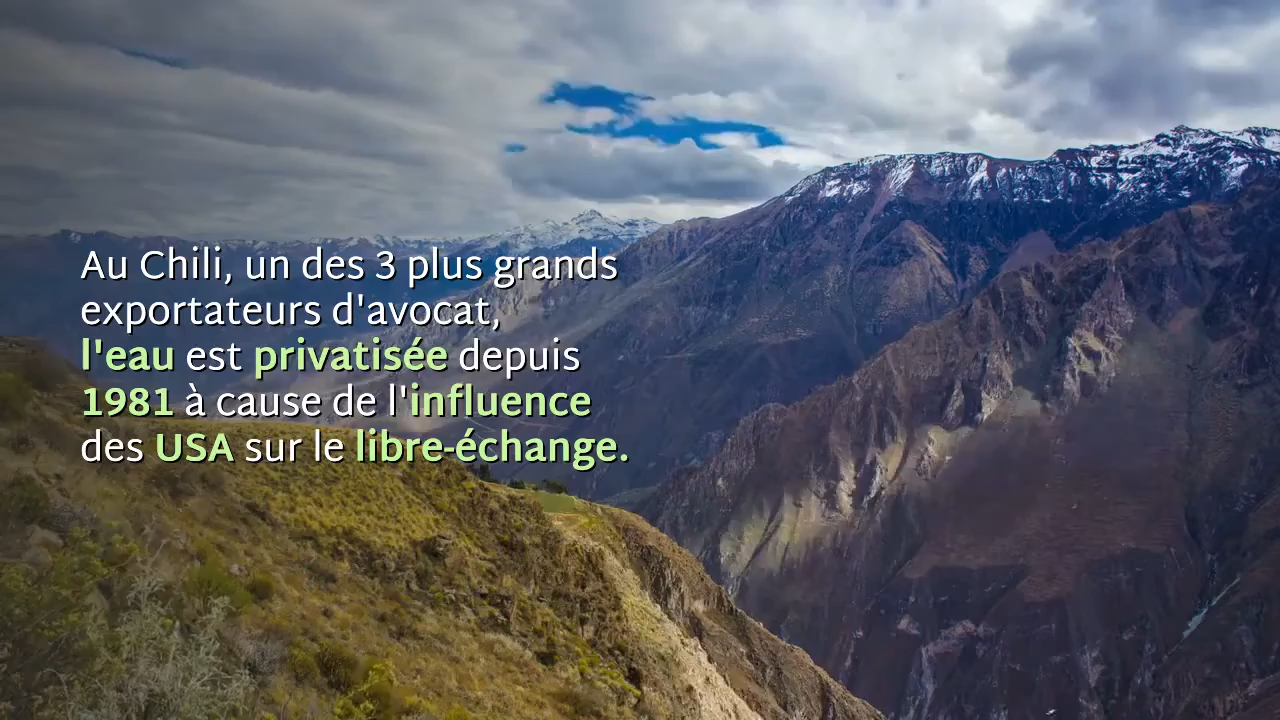 Au Chili, un des 3 plus grands
exportateurs d'avocat,
l'eau est privatisée depuis
1981 à cause de l'influence
des USA sur le libre-échange.